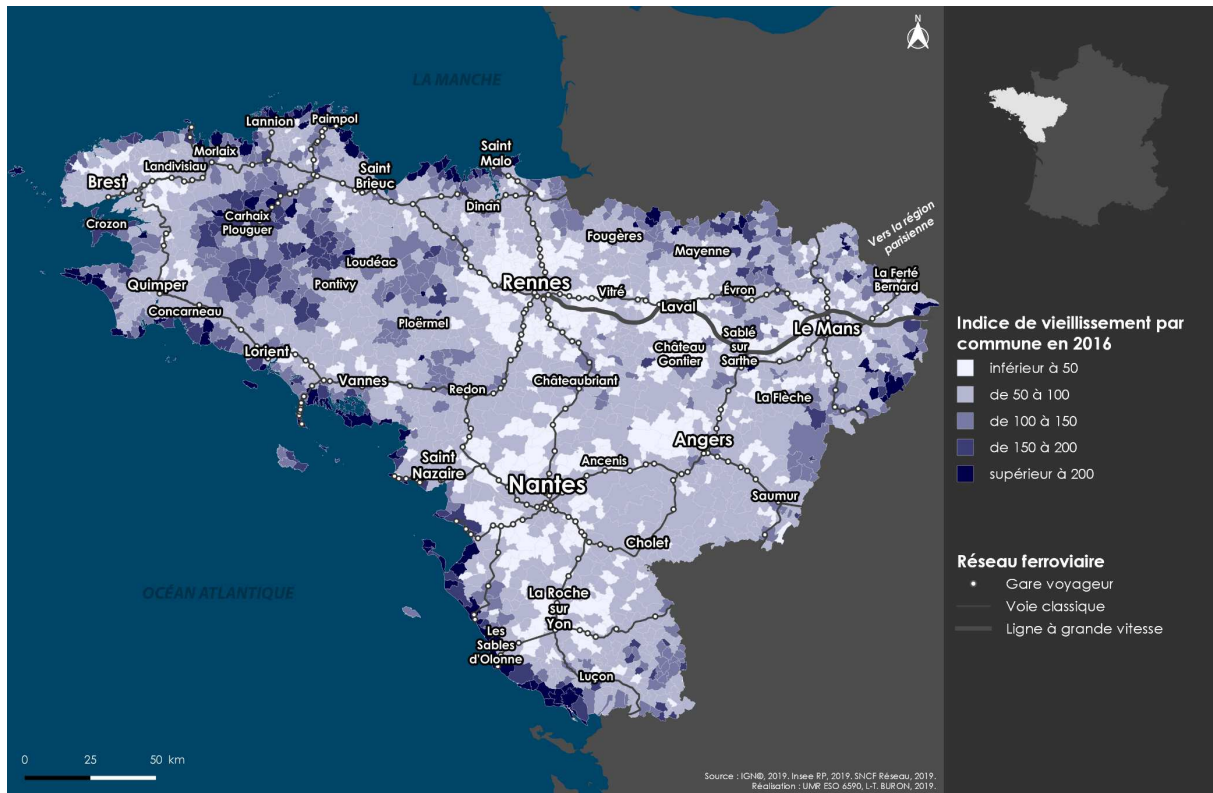 N
LA MANCHE
Lannion
Paimpol
Morlaix
Saint
Malo
Landivisiau
Saint
Brieuc
Brest
Dinan
Crozon
Carhaix
Plouguer
Fougères
Mayenne
Vers la région
parisienne
Loudéac
La Ferté
Bernard
Quimper
Pontivy
Rennes
Vitré
Évron
Concarneau
Laval
Ploërmel
Le Mans
Sablé
sur
Sarthe
Lorient
Château
Gontier
Vannes
Redon
Châteaubriant
La Flèche
Angers
Saint
Nazaire
Ancenis
Nantes
Saumur
Cholet
OCÉAN ATLANTIQUE
La Roche
sur
Yon
Les
Sables
d'Olonne
Luçon
0 25 50 km
Source : IGN©, 2019. Insee RP, 2019. SNCF Réseau, 2019.
Réalisation : UMR ESO 6590, L-T. BURON, 2019.
Indice de vieillissement par
commune en 2016
inférieur à 50
de 50 à 100
de 100 à 150
de 150 à 200
supérieur à 200
Réseau ferroviaire
Gare voyageur
Voie classique
Ligne à grande vitesse